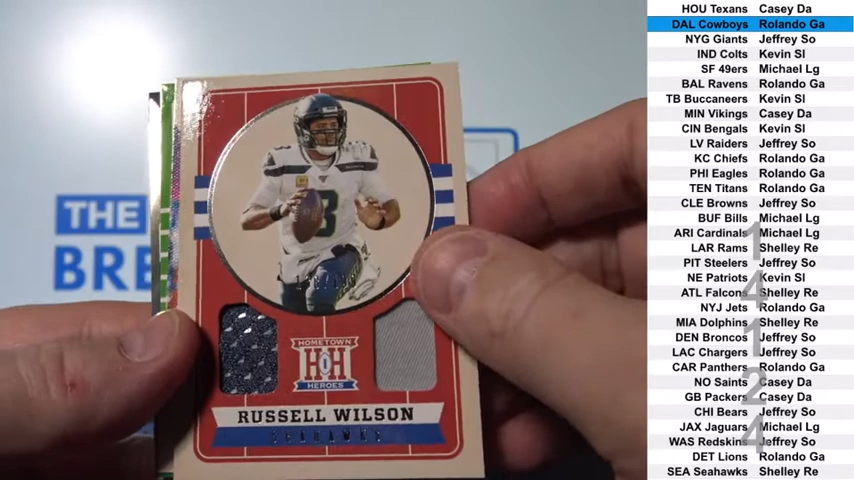 THE
BRE
8
HOMETOWN
HH
HEROES
RUSSELL WILSON
SEAHAWKS
HOU Texans Casey Da
DAL Cowboys Rolando Ga
NYG Giants Jeffrey So
IND Colts Kevin Sl
SF 49ers Michael Lg
BAL Ravens Rolando Ga
TB Buccaneers Kevin Sl
MIN Vikings Casey Da
CIN Bengals Kevin Sl
LV Raiders Jeffrey So
KC Chiefs Rolando Ga
PHI Eagles Rolando Ga
TEN Titans Rolando Ga
CLE Browns Jeffrey So
BUF Bills Michael Lg
ARI Cardinals Michael Lg
LAR Rams Shelley Re
PIT Steelers Jeffrey So
NE Patriots Kevin Sl
ATL Falcons Shelley Re
NYJ Jets Rolando Ga
MIA Dolphins Shelley Re
DEN Broncos Jeffrey So
LAC Chargers Jeffrey So
CAR Panthers Rolando Ga
NO Saints Casey Da
GB Packers Casey Da
CHI Bears Jeffrey So
JAX Jaguars Michael Lg
WAS Redskins Jeffrey So
DET Lions Rolando Ga
SEA Seahawks Shelley Re
1
4
1
2
4